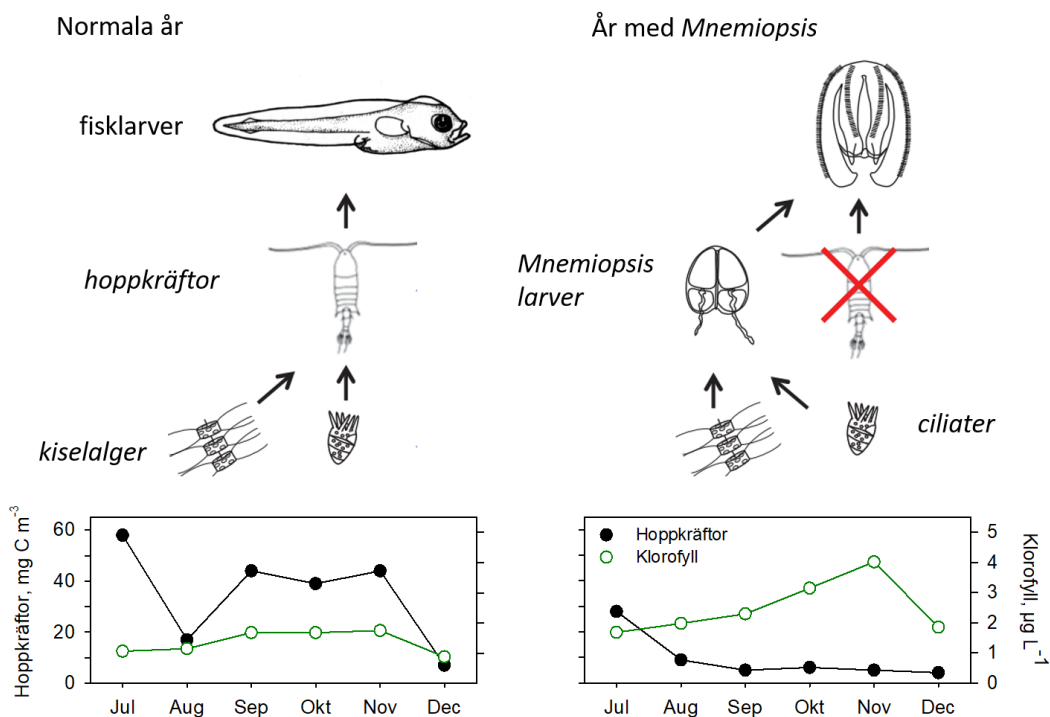 Normala år
År med Mnemiopsis
fisklarver
hoppkräftor
Mnemiopsis
larver
kiselalger
ciliater
Hoppkräftor, mg C m⁻³
60
40
20
0
Jul Aug Sep Okt Nov Dec
Hoppkräftor
Klorofyll
Jul Aug Sep Okt Nov Dec
5
4
3
2
1
0
Klorofyll, µg L⁻¹